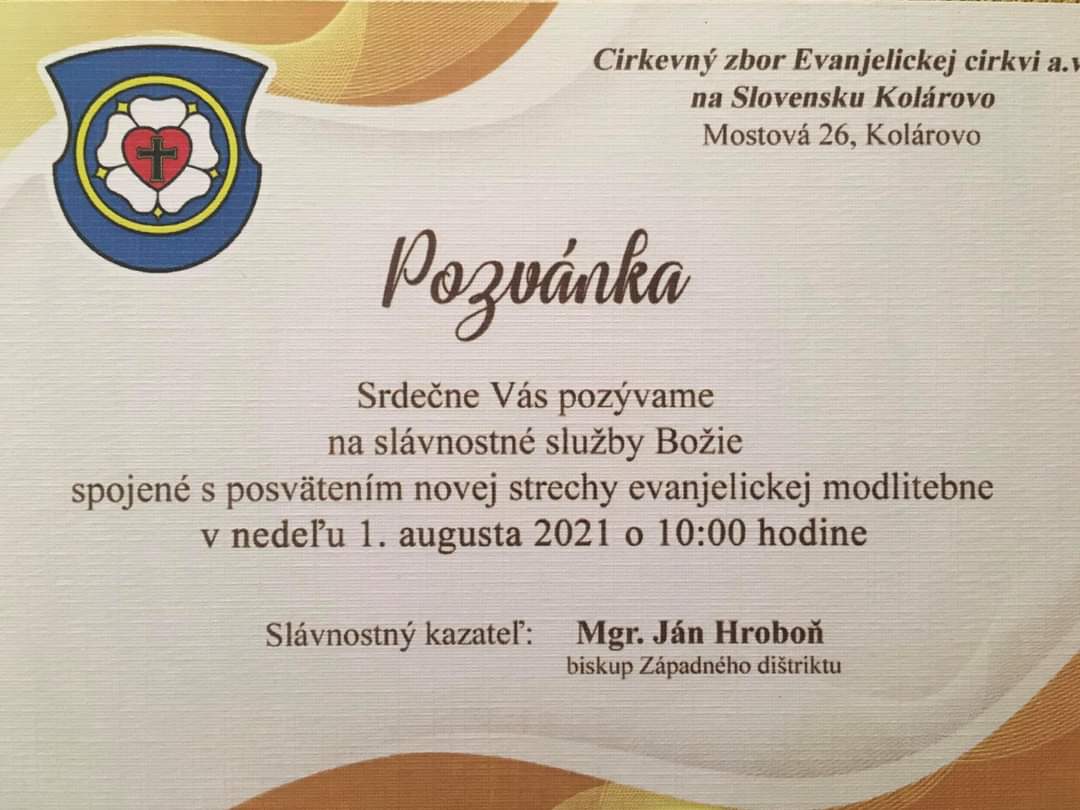 Cirkevný zbor Evanjelickej cirkvi a.v
na Slovensku Kolárovo
Mostová 26, Kolárovo
Pozvánka
Srdečne Vás pozývame
na slávnostné služby Božie
spojené s posvätením novej strechy evanjelickej modlitebne
v nedeľu 1. augusta 2021 o 10:00 hodine
Slávnostný kazateľ: Mgr. Ján Hroboň
biskup Západného dištriktu